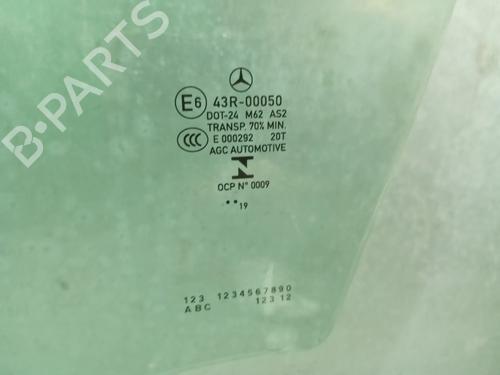 B-Parts
E6 43R-00050
DOT-24 M62 AS2
TRANSP. 70% MIN.
CCC E 000292 20T
AGC AUTOMOTIVE
N
OCP N° 0009
•• 19
123 1234567890
ABC 123 12
B-Parts